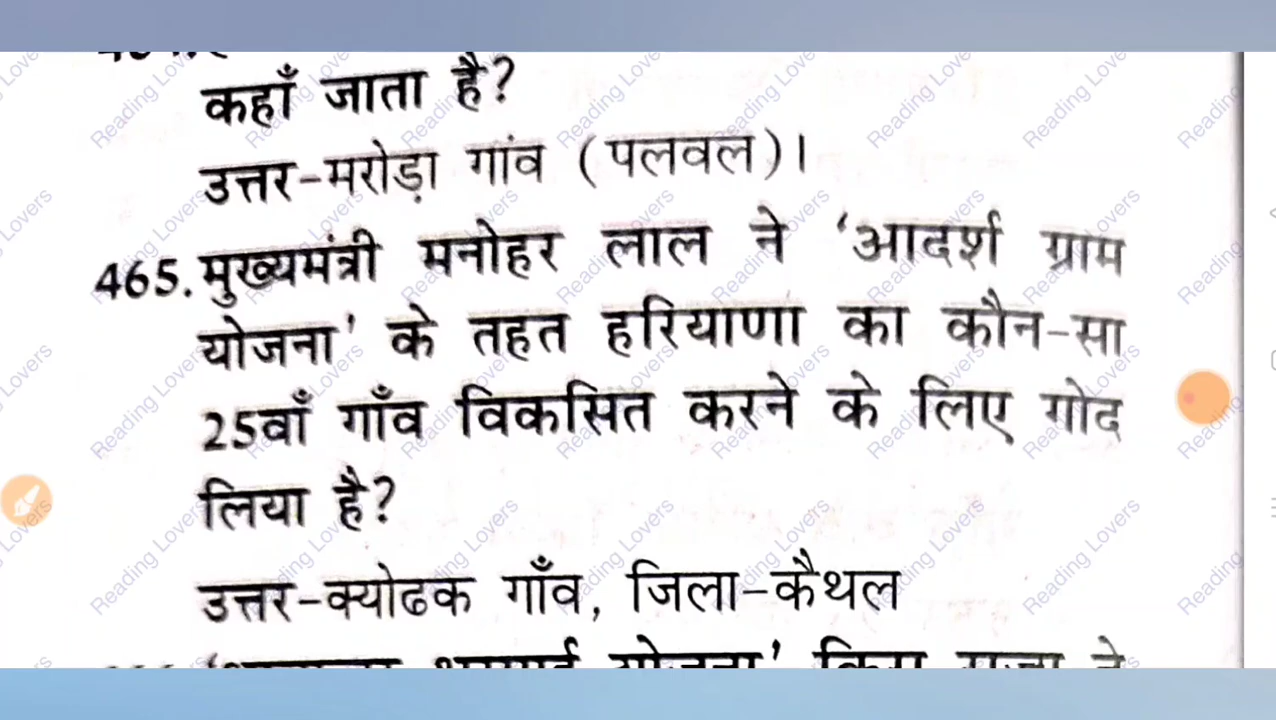 कहाँ जाता है?
उत्तर-मरोड़ा गांव (पलवल)।
465. मुख्यमंत्री मनोहर लाल ने 'आदर्श ग्राम
योजना' के तहत हरियाणा का कौन-सा
25वाँ गाँव विकसित करने के लिए गोद
लिया है?
उत्तर-क्योढक गाँव, जिला-कैथल
योजना' किस राजा ने